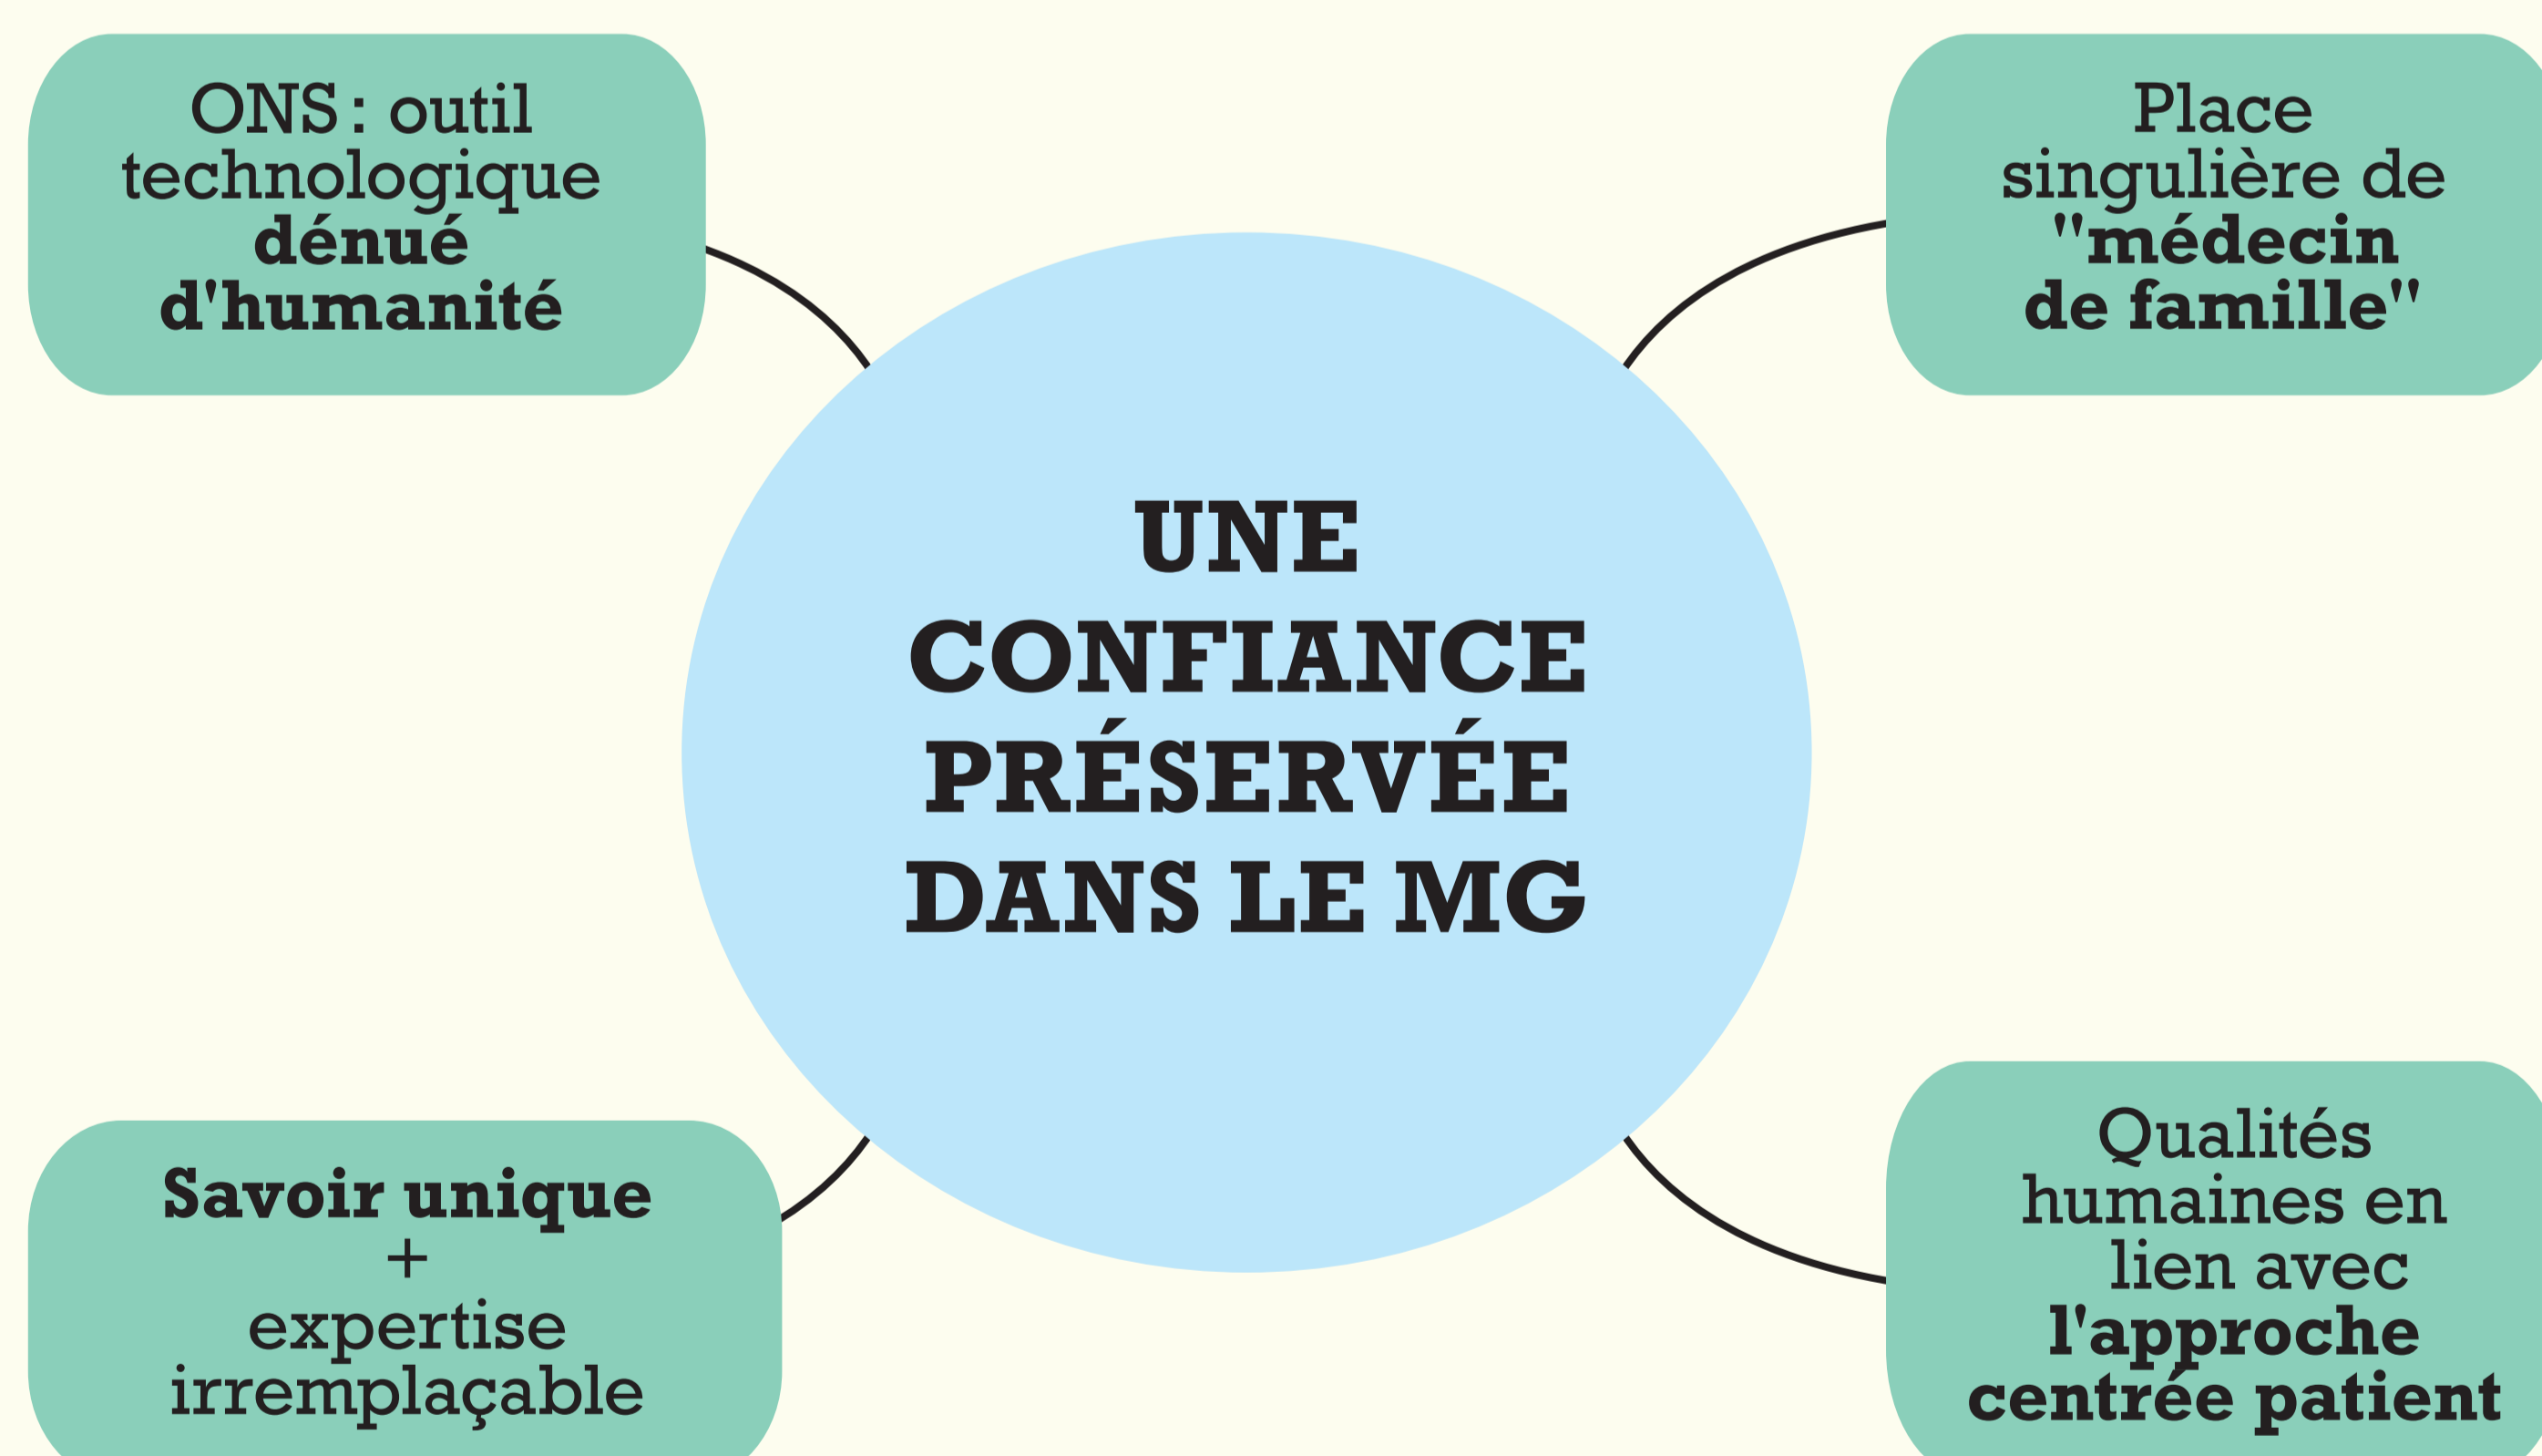 ONS : outil
technologique
dénué
d'humanité
Place
singulière de
"médecin
de famille"
UNE
CONFIANCE
PRÉSERVÉE
DANS LE MG
Savoir unique
+
expertise
irremplaçable
Qualités
humaines en
lien avec
l'approche
centrée patient